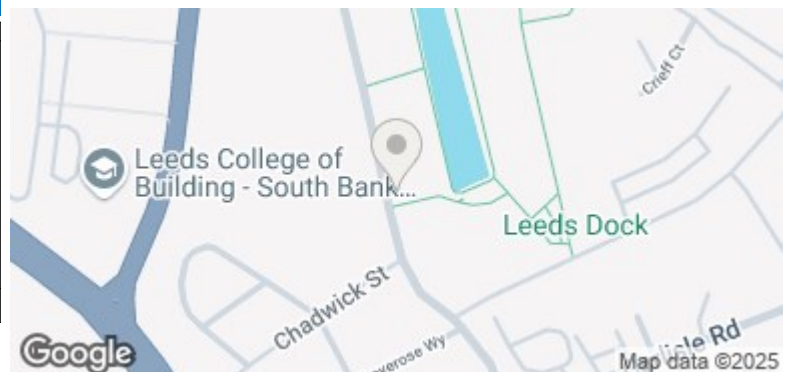 Crieff Ct
Leeds College of
Building - South Bank...
Leeds Dock
Chadwick St
Google
Map data ©2025